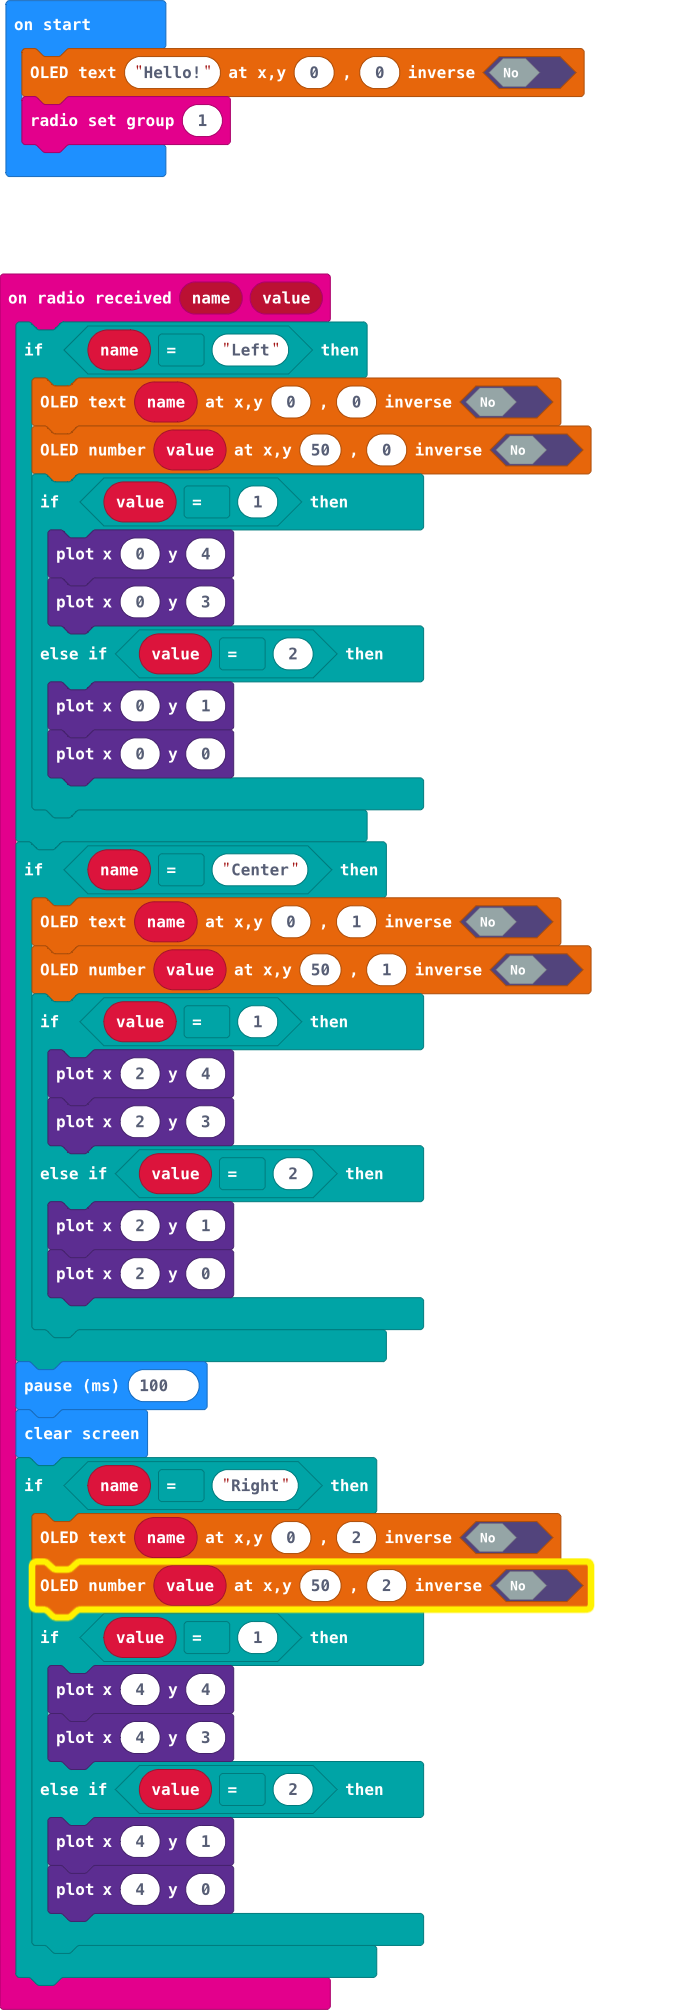 on start
OLED text "Hello!" at x,y 0 , 0 inverse No
radio set group 1
on radio received name value
if name = "Left" then
OLED text name at x,y 0 , 0 inverse No
OLED number value at x,y 50 , 0 inverse No
if value = 1 then
plot x 0 y 4
plot x 0 y 3
else if value = 2 then
plot x 0 y 1
plot x 0 y 0
if name = "Center" then
OLED text name at x,y 0 , 1 inverse No
OLED number value at x,y 50 , 1 inverse No
if value = 1 then
plot x 2 y 4
plot x 2 y 3
else if value = 2 then
plot x 2 y 1
plot x 2 y 0
pause (ms) 100
clear screen
if name = "Right" then
OLED text name at x,y 0 , 2 inverse No
OLED number value at x,y 50 , 2 inverse No
if value = 1 then
plot x 4 y 4
plot x 4 y 3
else if value = 2 then
plot x 4 y 1
plot x 4 y 0